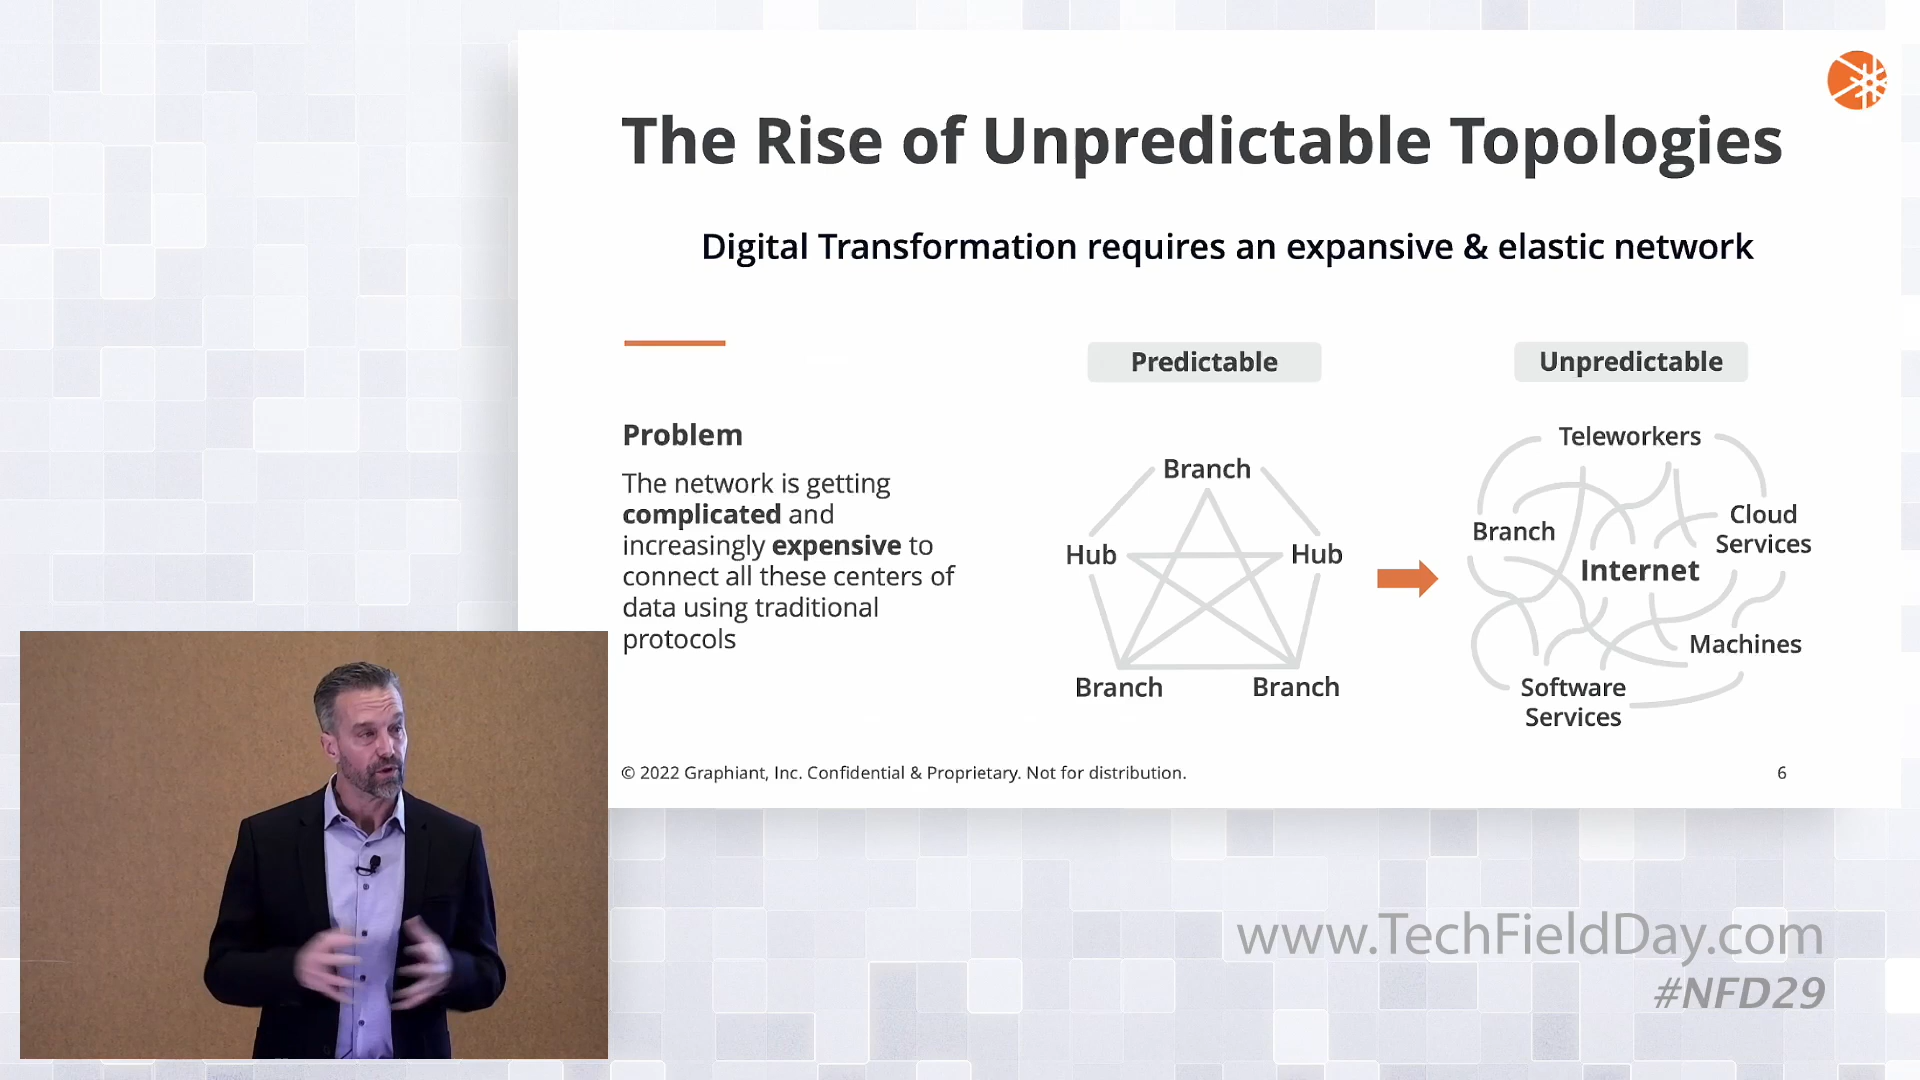 The Rise of Unpredictable Topologies
Digital Transformation requires an expansive & elastic network
Problem
The network is getting
complicated and
increasingly expensive to
connect all these centers of
data using traditional
protocols
Predictable
Branch
Hub
Hub
Branch
Branch
Unpredictable
Teleworkers
Branch
Cloud
Services
Internet
Machines
Software
Services
© 2022 Graphiant, Inc. Confidential & Proprietary. Not for distribution.
6
www.TechFieldDay.com
#NFD29